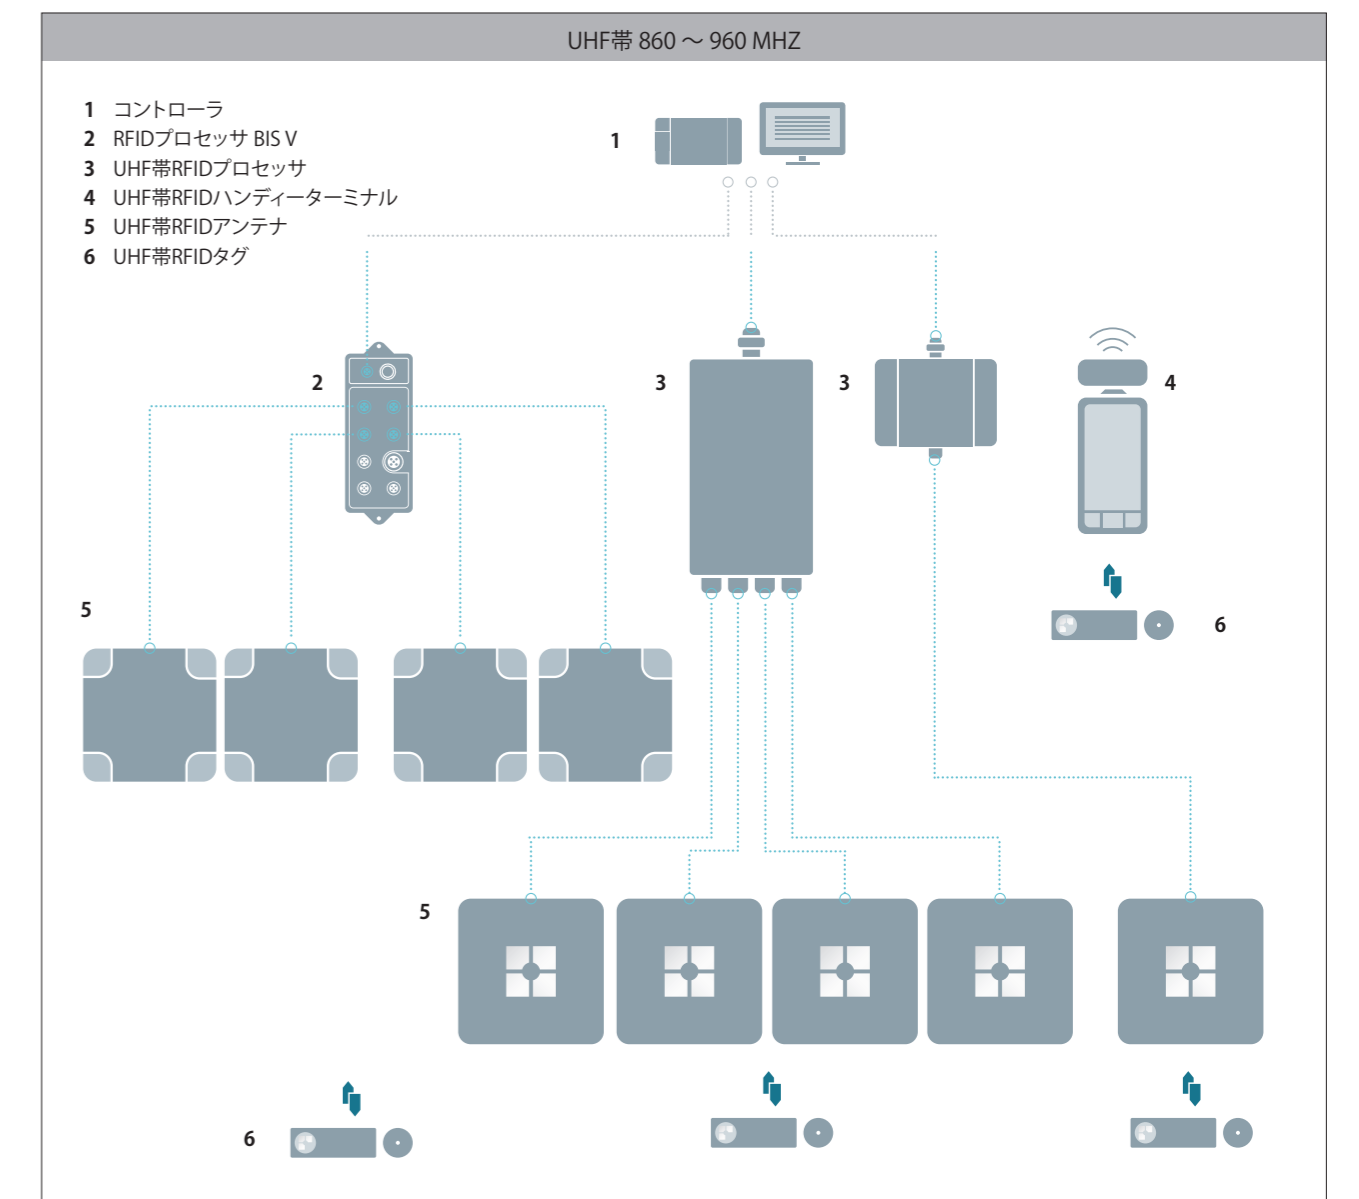 UHF帯 860 ～ 960 MHZ
1 コントローラ
2 RFIDプロセッサ BIS V
3 UHF帯RFIDプロセッサ
4 UHF帯RFIDハンディーターミナル
5 UHF帯RFIDアンテナ
6 UHF帯RFIDタグ
1
2
3
3
4
5
6
5
6